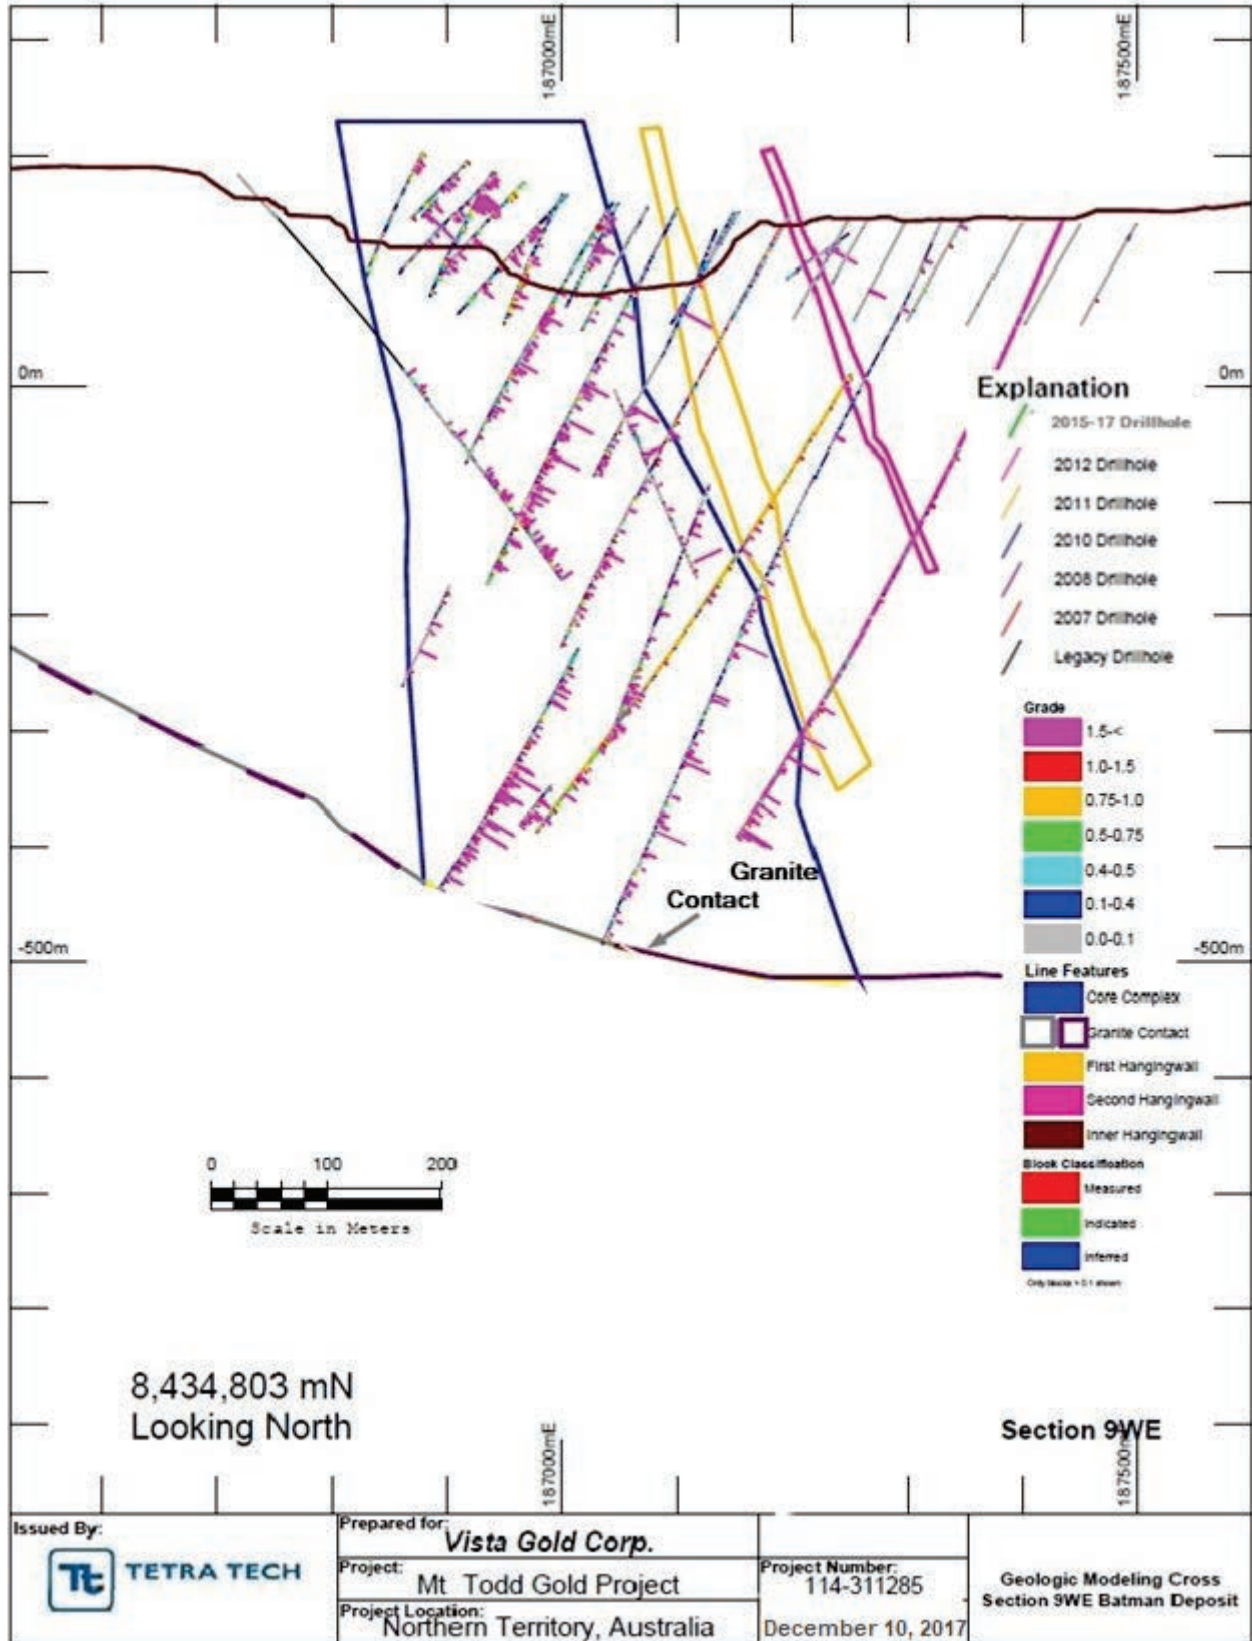 187000mE
187500mE
0m
0m
Explanation
2015-17 Drillhole
2012 Drillhole
2011 Drillhole
2010 Drillhole
2008 Drillhole
2007 Drillhole
Legacy Drillhole
Grade
1.5-<
1.0-1.5
0.75-1.0
0.5-0.75
0.4-0.5
0.1-0.4
0.0-0.1
Granite
Contact
-500m
-500m
Line Features
Core Complex
Granite Contact
First Hangingwall
Second Hangingwall
Inner Hangingwall
Block Classification
Measured
Indicated
Inferred
Only blocks > 0.1 shown
0 100 200
Scale in Meters
8,434,803 mN
Looking North
187000mE
Section 9WE
187500mE
Issued By:
Tt TETRA TECH
Prepared for:
Vista Gold Corp.
Project:
Mt Todd Gold Project
Project Location:
Northern Territory, Australia
Project Number:
114-311285
December 10, 2017
Geologic Modeling Cross
Section 9WE Batman Deposit